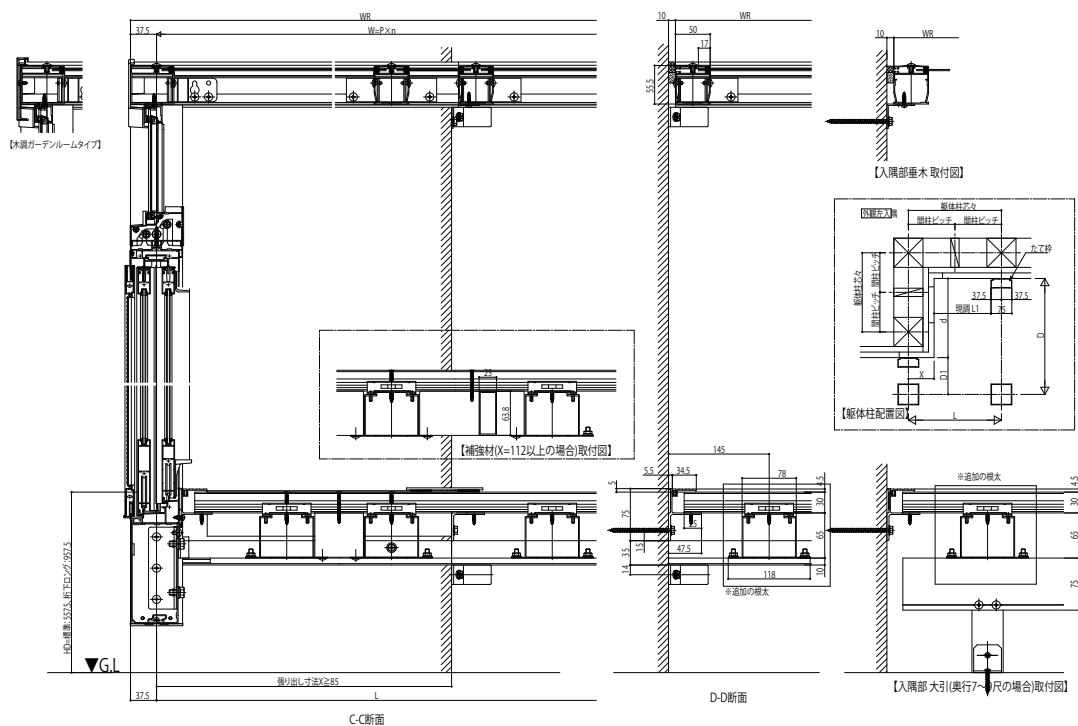 WR
37.5
W=P×n
【木調ガーデンルームタイプ】
10
WR
50
17
55.5
10
WR
【入隅部垂木 取付図】
外観左入隅
躯体柱芯々
間柱ピッチ
間柱ピッチ
たて枠
躯体柱芯々
間柱ピッチ
間柱ピッチ
37.5
37.5
現調 L1
75
d
D
X
D1
L
【躯体柱配置図】
25
63.8
【補強材(X=112以上の場合)取付図】
145
5.5
34.5
78
5
4.5
30
75
65
35
15
35
47.5
14
10
118
※追加の根太
※追加の根太
4.5
30
65
75
HD=標準:557.5、桁下ロング:957.5
▼G.L
張り出し寸法X≧85
37.5
L
C-C断面
D-D断面